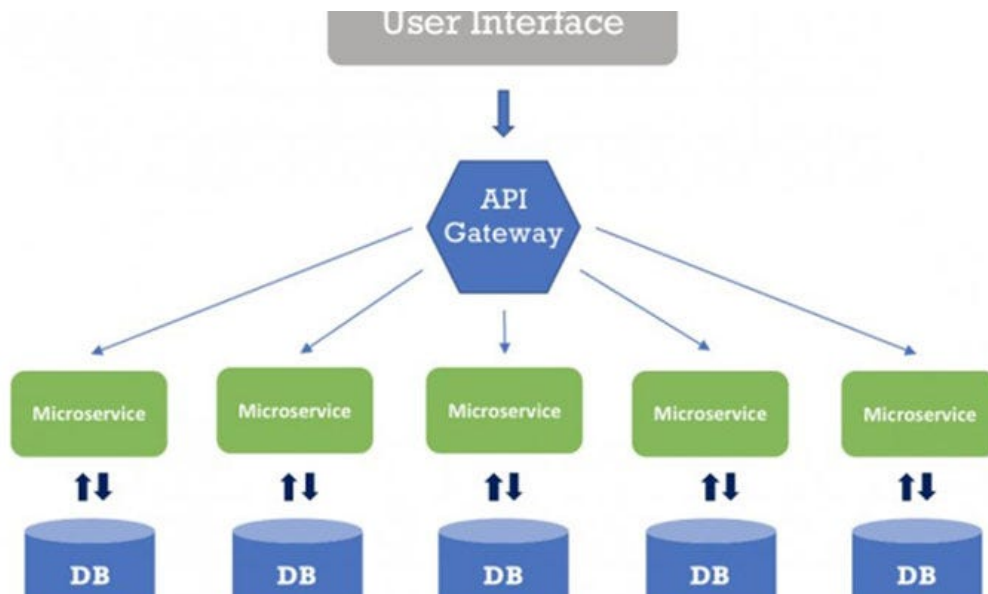 User Interface
API
Gateway
Microservice
Microservice
Microservice
Microservice
Microservice
DB
DB
DB
DB
DB